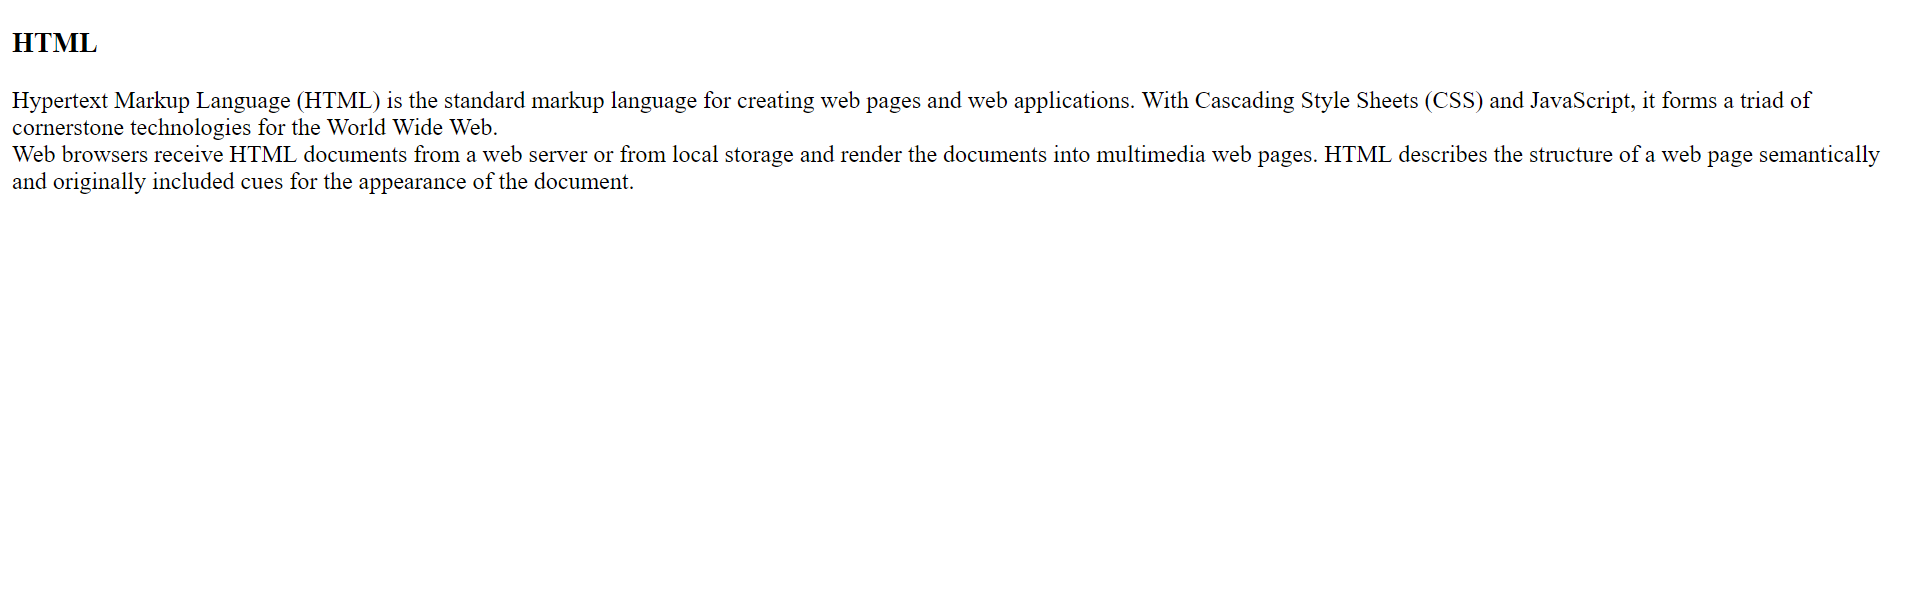 HTML
Hypertext Markup Language (HTML) is the standard markup language for creating web pages and web applications. With Cascading Style Sheets (CSS) and JavaScript, it forms a triad of
cornerstone technologies for the World Wide Web.
Web browsers receive HTML documents from a web server or from local storage and render the documents into multimedia web pages. HTML describes the structure of a web page semantically
and originally included cues for the appearance of the document.